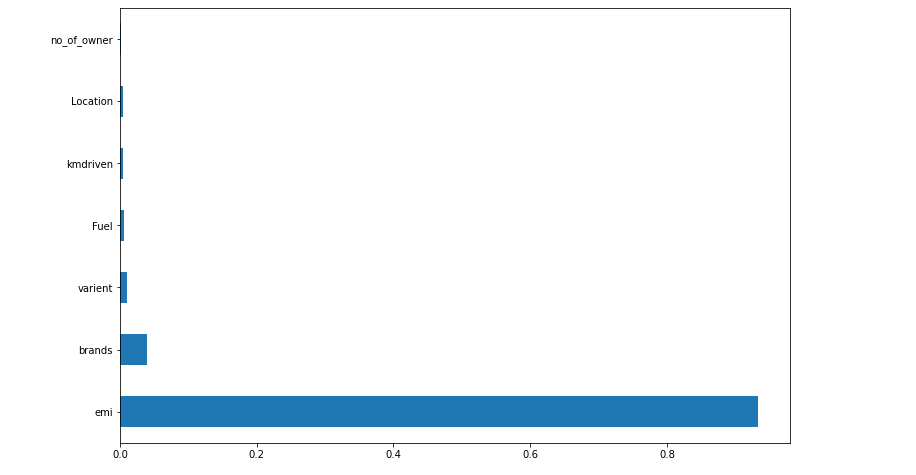 no_of_owner
Location
kmdriven
Fuel
varient
brands
emi
0.0 0.2 0.4 0.6 0.8